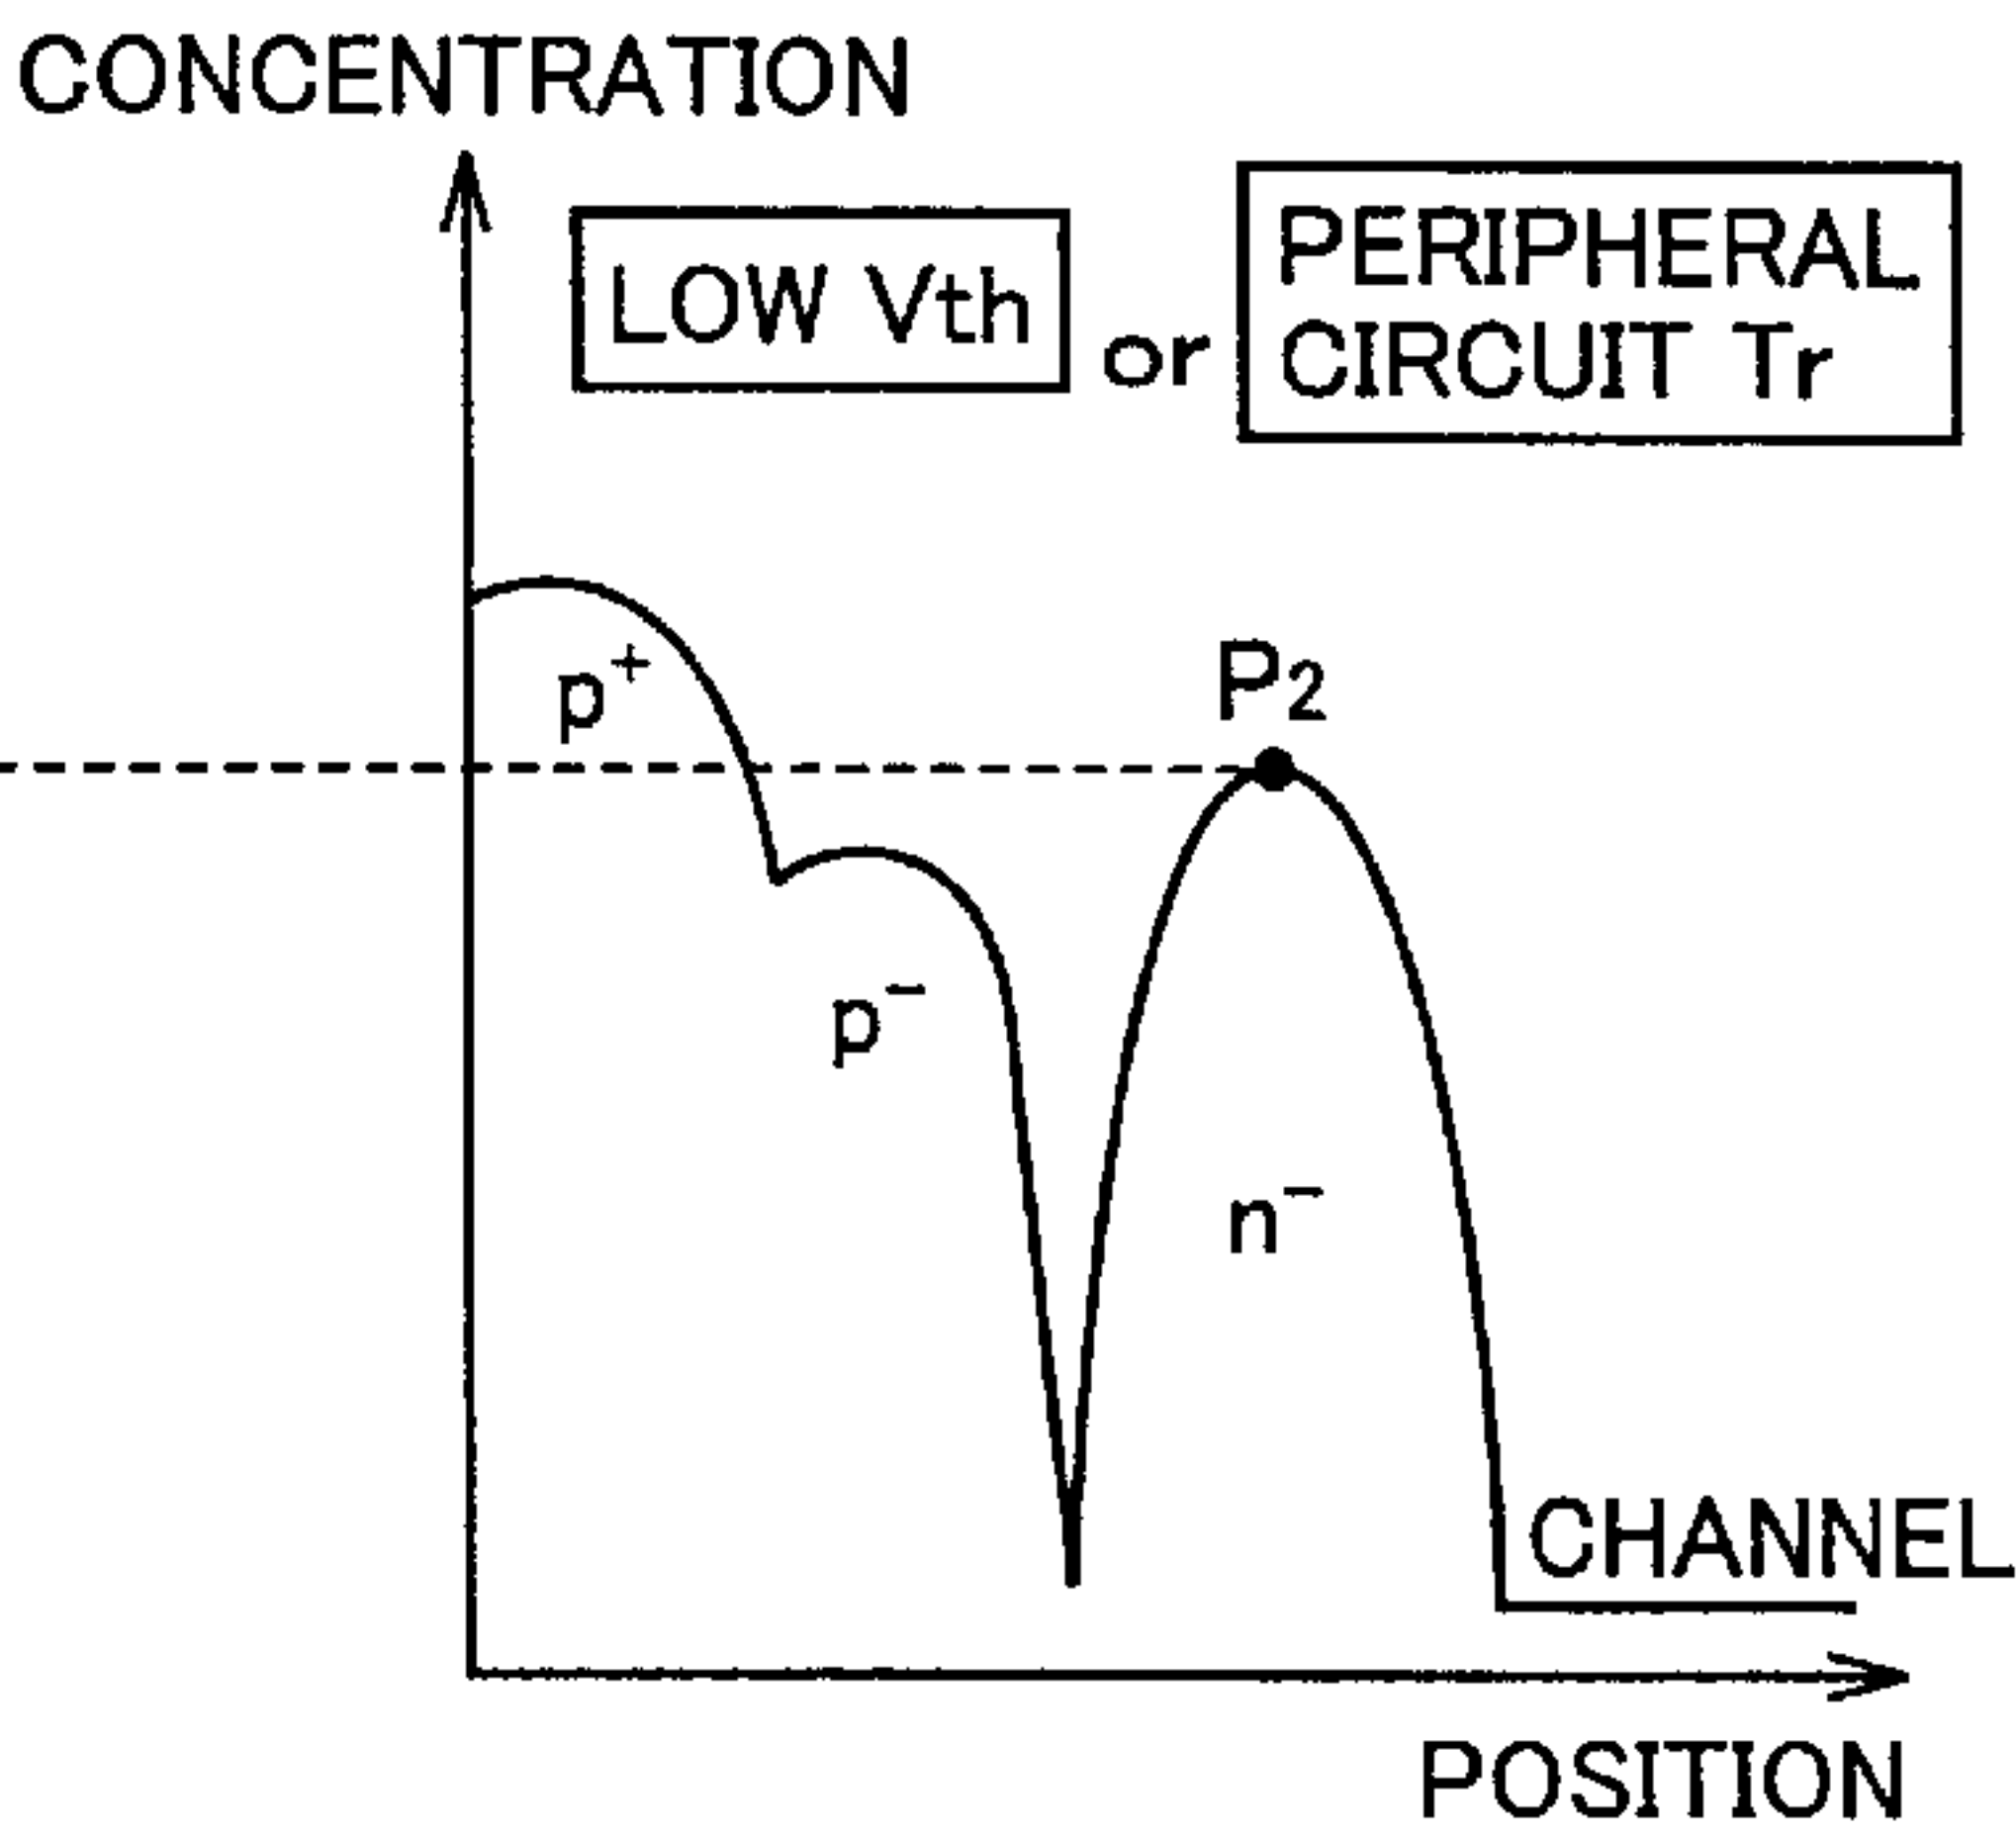 CONCENTRATION
LOW Vth
or
PERIPHERAL
CIRCUIT Tr
p+
P2
p−
n−
CHANNEL
POSITION